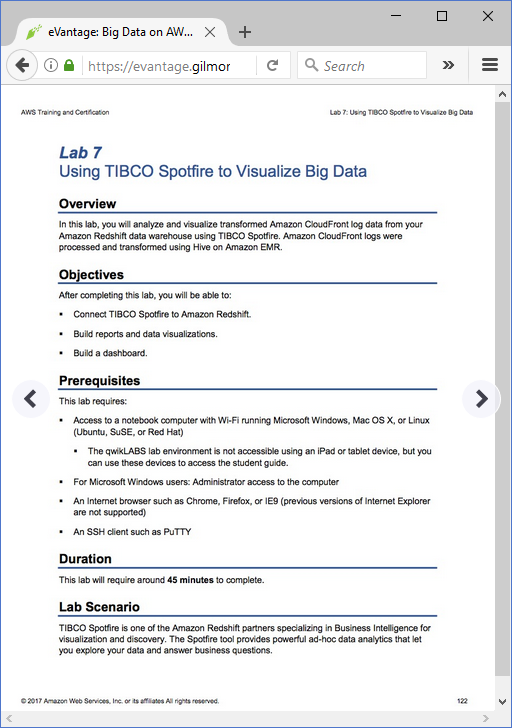 eVantage: Big Data on AW...
https://evantage.gilmor
Search
AWS Training and Certification
Lab 7: Using TIBCO Spotfire to Visualize Big Data
Lab 7
Using TIBCO Spotfire to Visualize Big Data
Overview
In this lab, you will analyze and visualize transformed Amazon CloudFront log data from your
Amazon Redshift data warehouse using TIBCO Spotfire. Amazon CloudFront logs were
processed and transformed using Hive on Amazon EMR.
Objectives
After completing this lab, you will be able to:
▪ Connect TIBCO Spotfire to Amazon Redshift.
▪ Build reports and data visualizations.
▪ Build a dashboard.
Prerequisites
This lab requires:
▪ Access to a notebook computer with Wi-Fi running Microsoft Windows, Mac OS X, or Linux
(Ubuntu, SuSE, or Red Hat)
▪ The qwikLABS lab environment is not accessible using an iPad or tablet device, but you
can use these devices to access the student guide.
▪ For Microsoft Windows users: Administrator access to the computer
▪ An Internet browser such as Chrome, Firefox, or IE9 (previous versions of Internet Explorer
are not supported)
▪ An SSH client such as PuTTY
Duration
This lab will require around 45 minutes to complete.
Lab Scenario
TIBCO Spotfire is one of the Amazon Redshift partners specializing in Business Intelligence for
visualization and discovery. The Spotfire tool provides powerful ad-hoc data analytics that let
you explore your data and answer business questions.
© 2017 Amazon Web Services, Inc. or its affiliates All rights reserved.
122